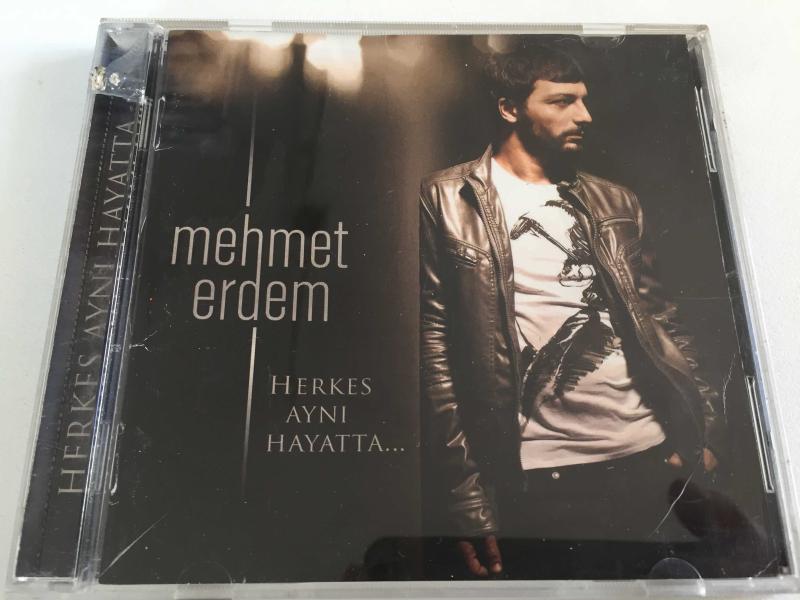 HERKES AYNI HAYATTA
mehmet
erdem
HERKES
AYNI
HAYATTA...